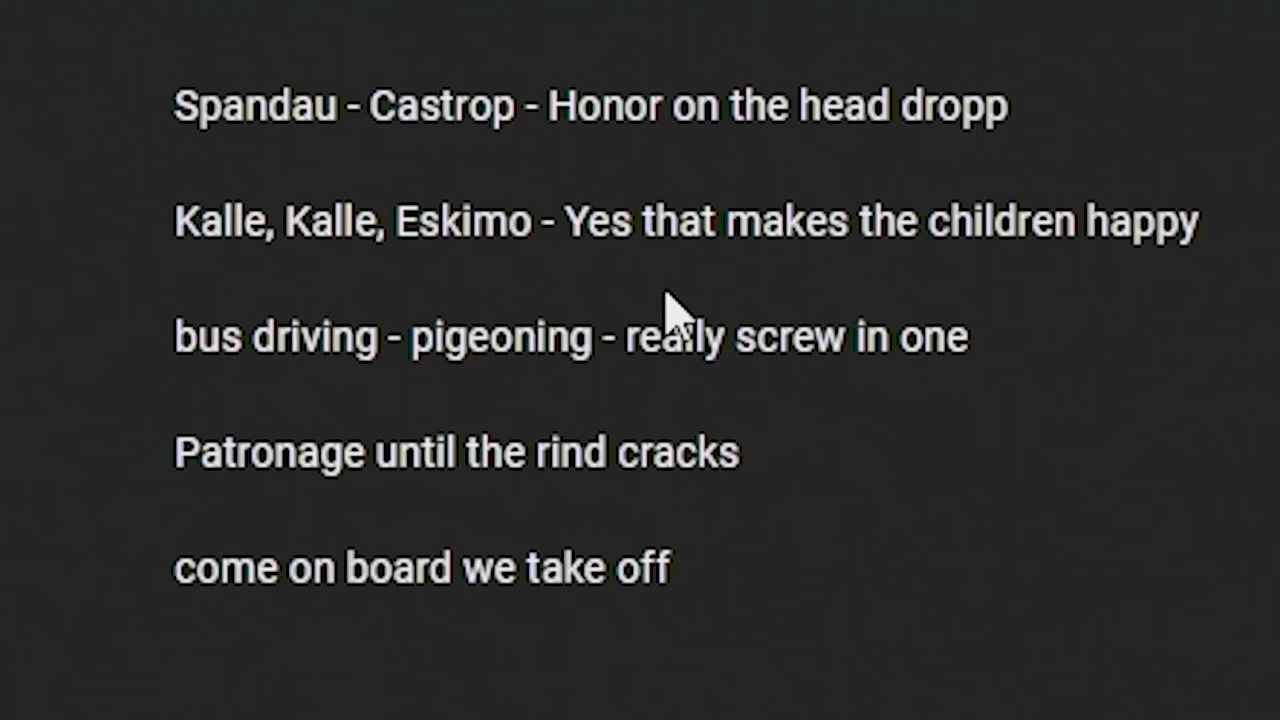 Spandau - Castrop - Honor on the head dropp
Kalle, Kalle, Eskimo - Yes that makes the children happy
bus driving - pigeoning - really screw in one
Patronage until the rind cracks
come on board we take off